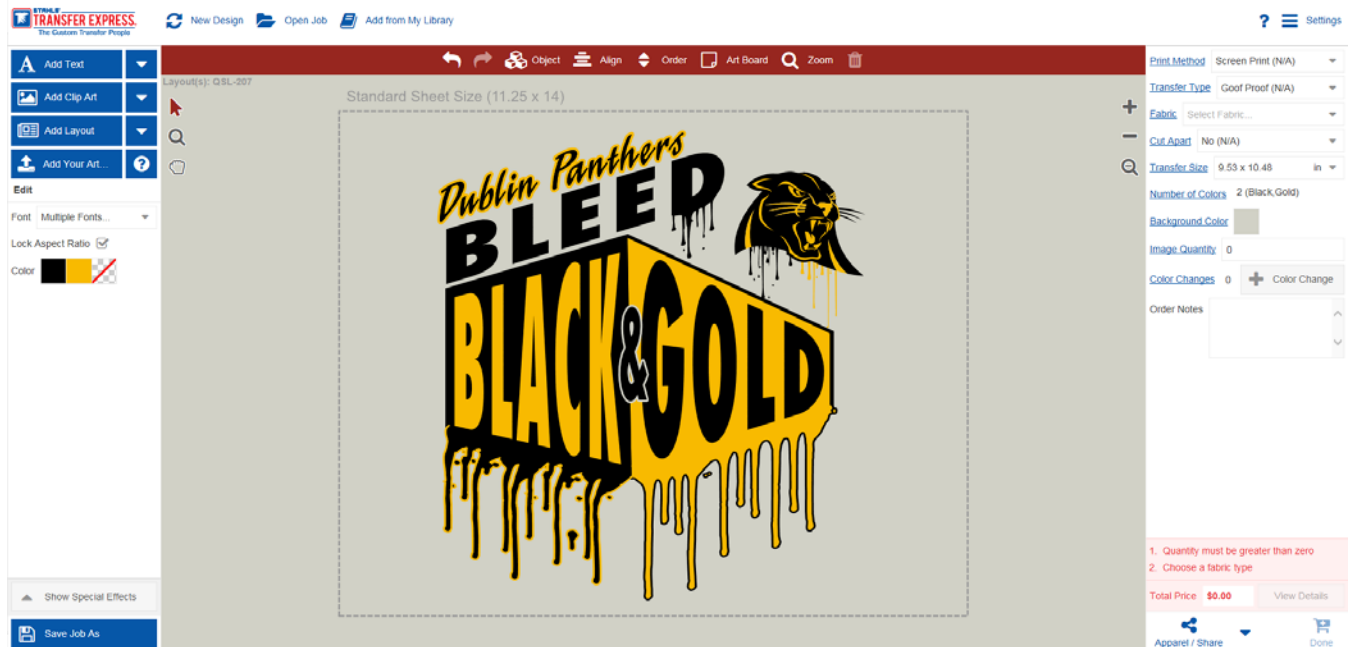 STAHLS'
TRANSFER EXPRESS.
The Custom Transfer People
New Design
Open Job
Add from My Library
?
Settings
A Add Text
Add Clip Art
Add Layout
Add Your Art...
?
Edit
Font Multiple Fonts...
Lock Aspect Ratio
Color
Show Special Effects
Save Job As
Object
Align
Order
Art Board
Zoom
Layout(s): QSL-207
Standard Sheet Size (11.25 x 14)
Dublin Panthers
BLEED
BLACK & GOLD
Print Method Screen Print (N/A)
Transfer Type Goof Proof (N/A)
Fabric Select Fabric...
Cut Apart No (N/A)
Transfer Size 9.53 x 10.48 in
Number of Colors 2 (Black,Gold)
Background Color
Image Quantity 0
Color Changes 0 Color Change
Order Notes
1. Quantity must be greater than zero
2. Choose a fabric type
Total Price $0.00 View Details
Apparel / Share
Done